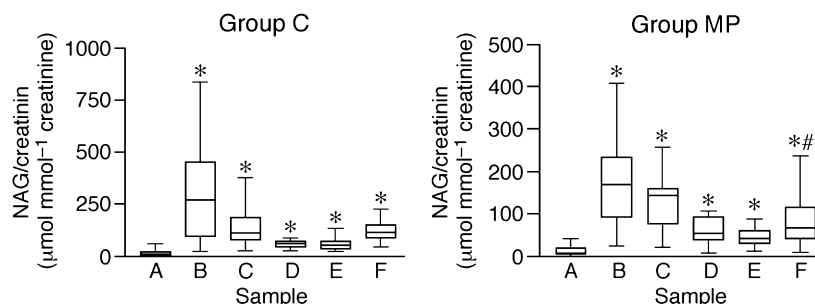 Group C
NAG/creatinin
(μmol mmol⁻¹ creatinine)
1000
750
500
250
0
*
*
*
*
*
A B C D E F
Sample
Group MP
NAG/creatinin
(μmol mmol⁻¹ creatinine)
500
400
300
200
100
0
*
*
*
*
*#
A B C D E F
Sample